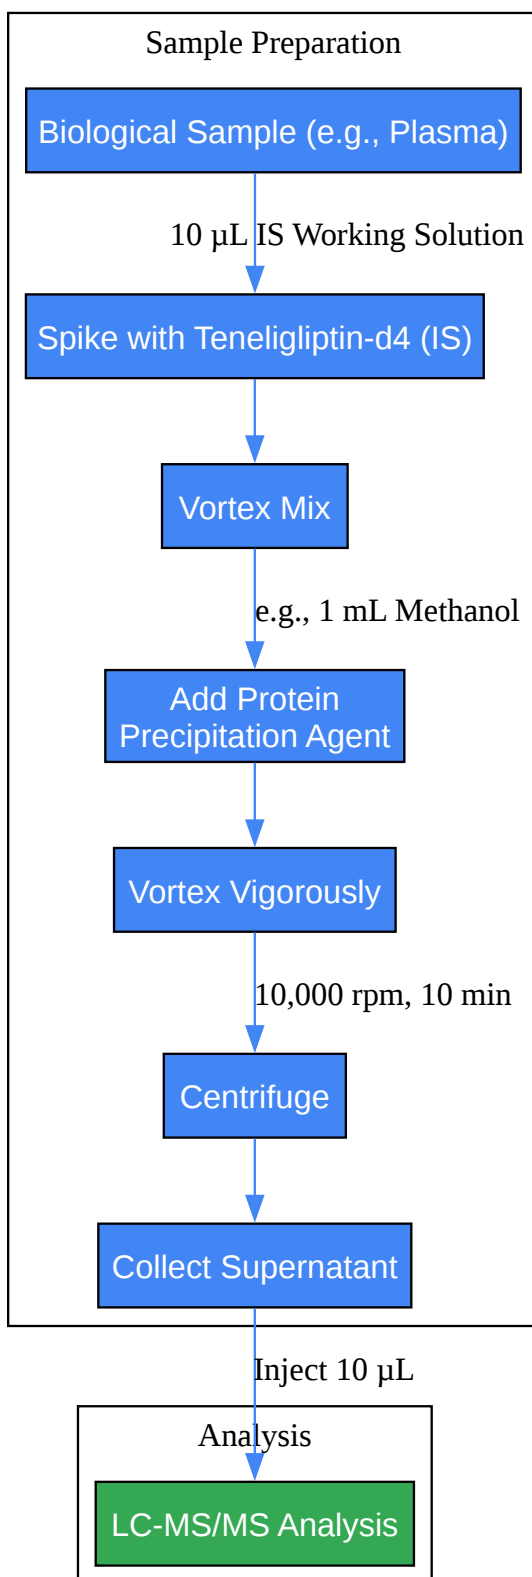 Sample Preparation
Biological Sample (e.g., Plasma)
10 µL IS Working Solution
Spike with Teneligliptin-d4 (IS)
Vortex Mix
e.g., 1 mL Methanol
Add Protein
Precipitation Agent
Vortex Vigorously
10,000 rpm, 10 min
Centrifuge
Collect Supernatant
Inject 10 µL
Analysis
LC-MS/MS Analysis